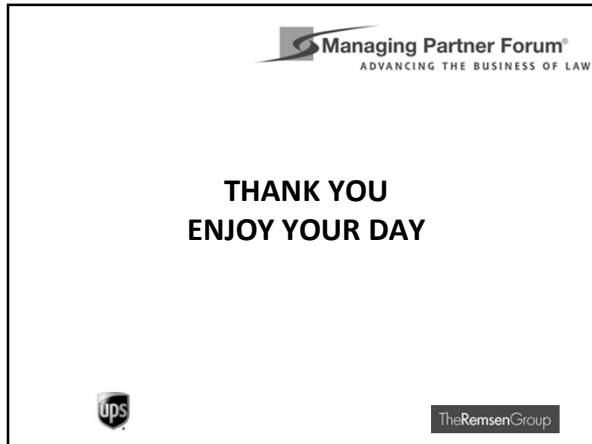 Managing Partner Forum®
ADVANCING THE BUSINESS OF LAW
THANK YOU
ENJOY YOUR DAY
ups
TheRemsenGroup